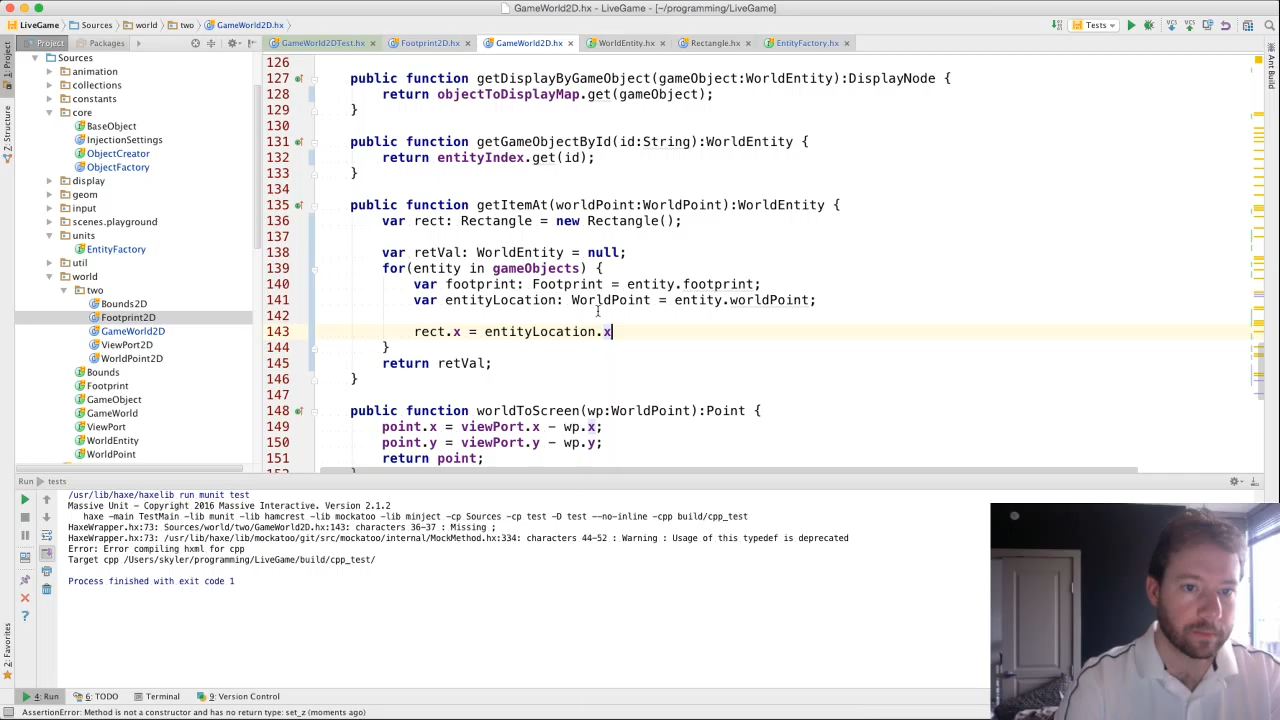 GameWorld2D.hx - LiveGame - [~/programming/LiveGame]
LiveGame Sources world two GameWorld2D.hx Tests
Project Packages GameWorld2DTest.hx Footprint2D.hx GameWorld2D.hx WorldEntity.hx Rectangle.hx EntityFactory.hx
1: Project
7: Structure
2: Favorites
Ant Build
Sources
animation
collections
constants
core
BaseObject
InjectionSettings
ObjectCreator
ObjectFactory
display
geom
input
scenes.playground
units
EntityFactory
util
world
two
Bounds2D
Footprint2D
GameWorld2D
ViewPort2D
WorldPoint2D
Bounds
Footprint
GameObject
GameWorld
ViewPort
WorldEntity
WorldPoint
126
127 public function getDisplayByGameObject(gameObject:WorldEntity):DisplayNode {
128 return objectToDisplayMap.get(gameObject);
129 }
130
131 public function getGameObjectById(id:String):WorldEntity {
132 return entityIndex.get(id);
133 }
134
135 public function getItemAt(worldPoint:WorldPoint):WorldEntity {
136 var rect: Rectangle = new Rectangle();
137
138 var retVal: WorldEntity = null;
139 for(entity in gameObjects) {
140 var footprint: Footprint = entity.footprint;
141 var entityLocation: WorldPoint = entity.worldPoint;
142
143 rect.x = entityLocation.x
144 }
145 return retVal;
146 }
147
148 public function worldToScreen(wp:WorldPoint):Point {
149 point.x = viewPort.x - wp.x;
150 point.y = viewPort.y - wp.y;
151 return point;
152 }
Run tests
/usr/lib/haxe/haxelib run munit test
Massive Unit - Copyright 2016 Massive Interactive. Version 2.1.2
haxe -main TestMain -lib munit -lib hamcrest -lib mockatoo -lib minject -cp Sources -cp test -D test --no-inline -cpp build/cpp_test
HaxeWrapper.hx:73: Sources/world/two/GameWorld2D.hx:143: characters 36-37 : Missing ;
HaxeWrapper.hx:73: /usr/lib/haxe/lib/mockatoo/git/src/mockatoo/internal/MockMethod.hx:334: characters 44-52 : Warning : Usage of this typedef is deprecated
Error: Error compiling hxml for cpp
Target cpp /Users/skyler/programming/LiveGame/build/cpp_test/
Process finished with exit code 1
4: Run 6: TODO Terminal 9: Version Control
AssertionError: Method is not a constructor and has no return type: set_z (moments ago)